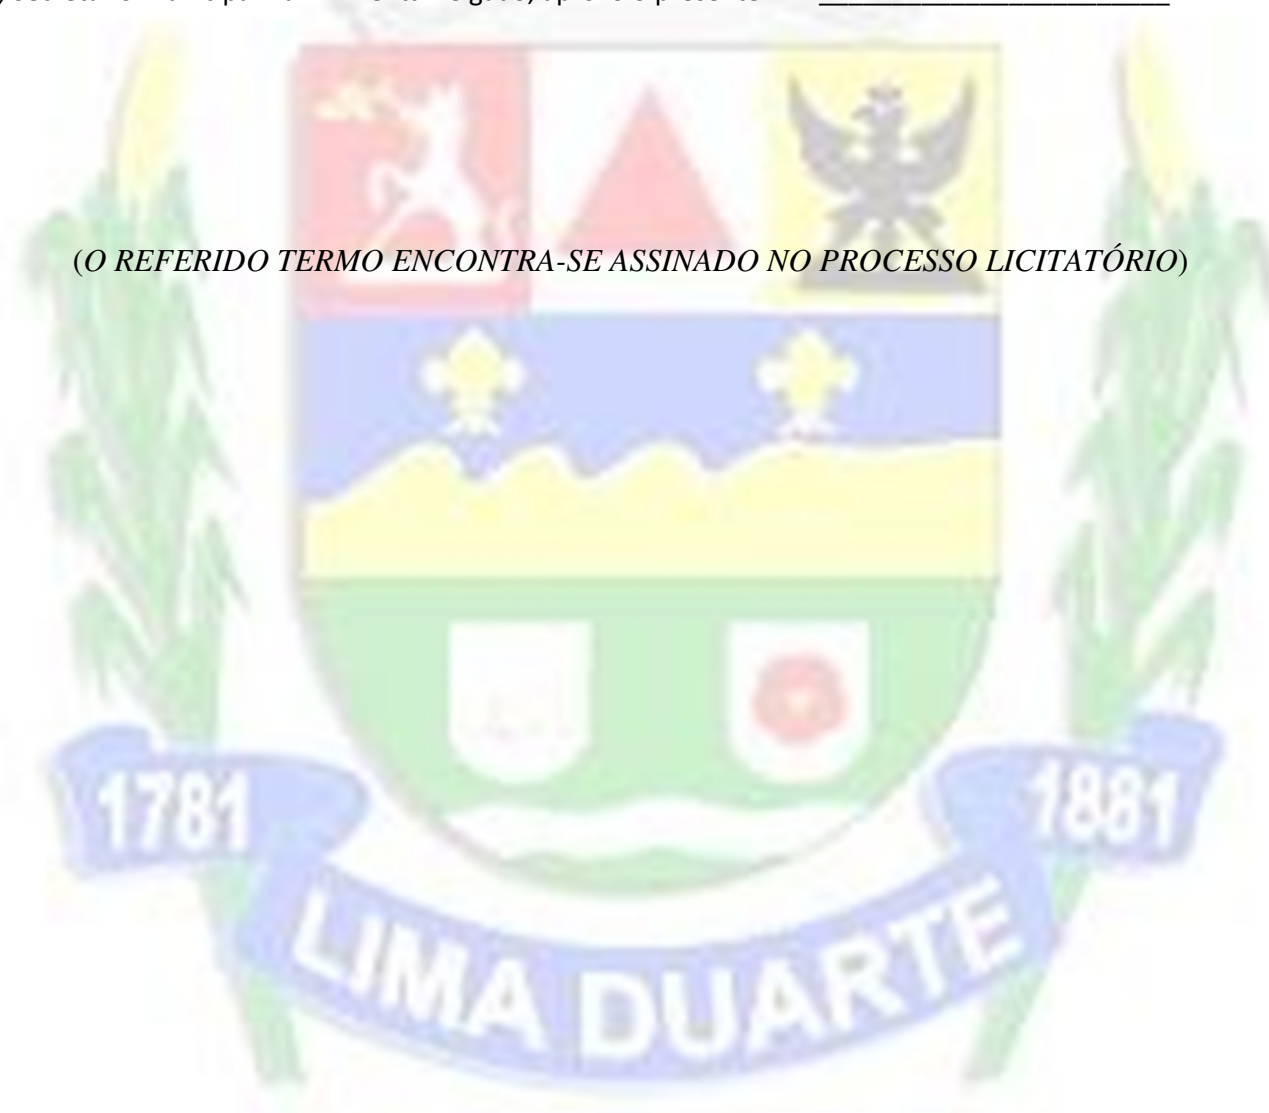 (O REFERIDO TERMO ENCONTRA-SE ASSINADO NO PROCESSO LICITATÓRIO)
1781
1881
LIMA DUARTE